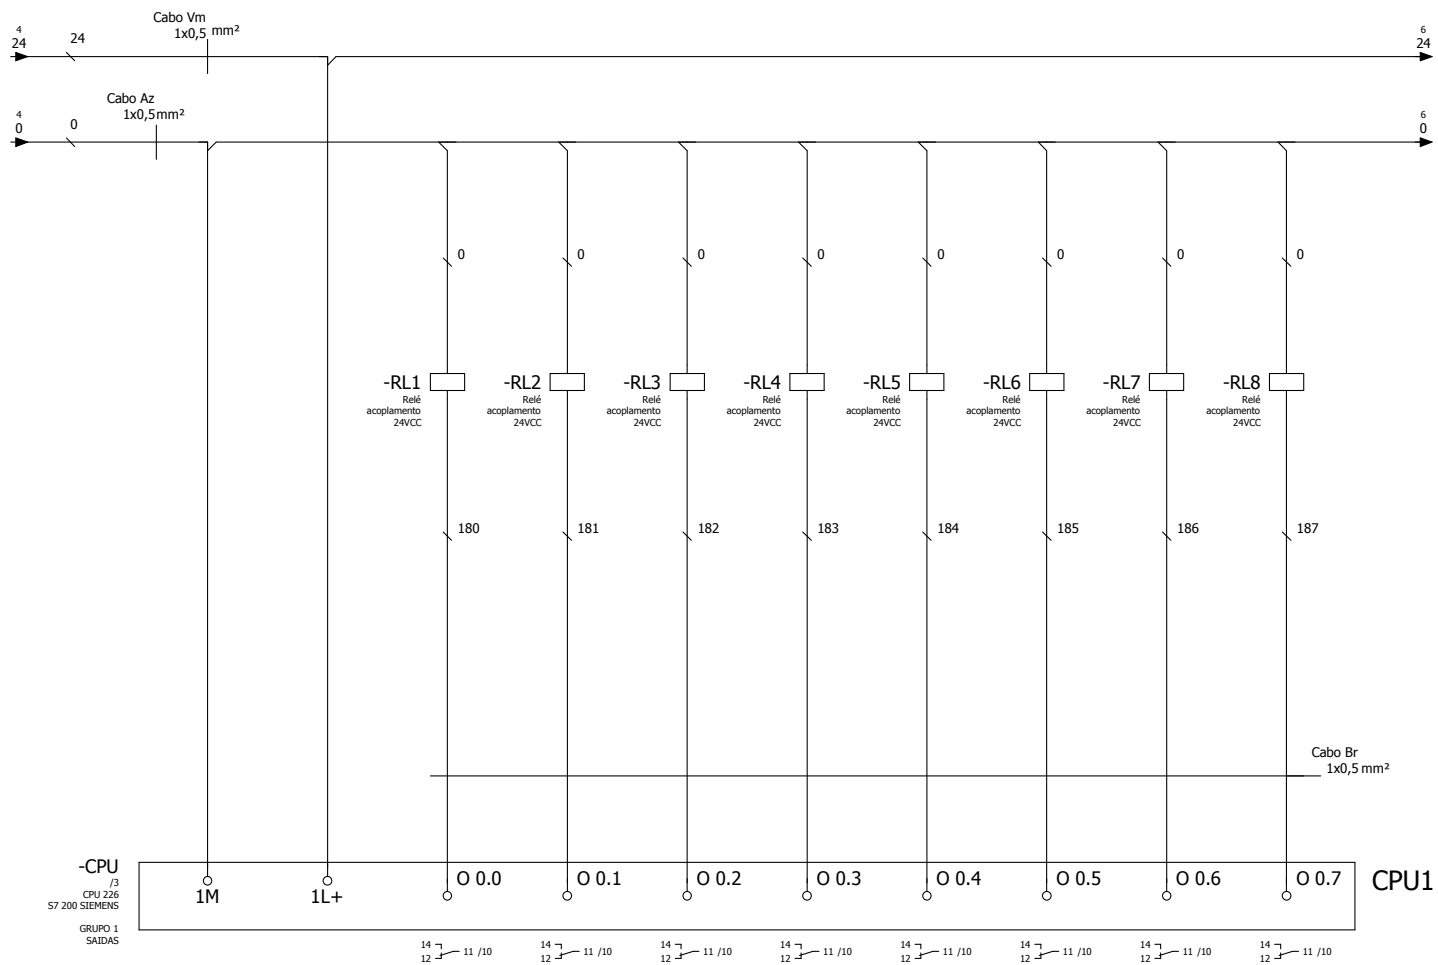 Cabo Vm
1x0,5 mm²
4
24
24
6
24
Cabo Az
1x0,5mm²
4
0
0
6
0
0 0 0 0 0 0 0 0
-RL1 -RL2 -RL3 -RL4 -RL5 -RL6 -RL7 -RL8
Relé Relé Relé Relé Relé Relé Relé Relé
acoplamento acoplamento acoplamento acoplamento acoplamento acoplamento acoplamento acoplamento
24VCC 24VCC 24VCC 24VCC 24VCC 24VCC 24VCC 24VCC
180 181 182 183 184 185 186 187
Cabo Br
1x0,5 mm²
-CPU
/3
CPU 226
S7 200 SIEMENS
GRUPO 1
SAIDAS
1M 1L+ O 0.0 O 0.1 O 0.2 O 0.3 O 0.4 O 0.5 O 0.6 O 0.7
CPU1
14 14 14 14 14 14 14 14
11 /10 11 /10 11 /10 11 /10 11 /10 11 /10 11 /10 11 /10
12 12 12 12 12 12 12 12